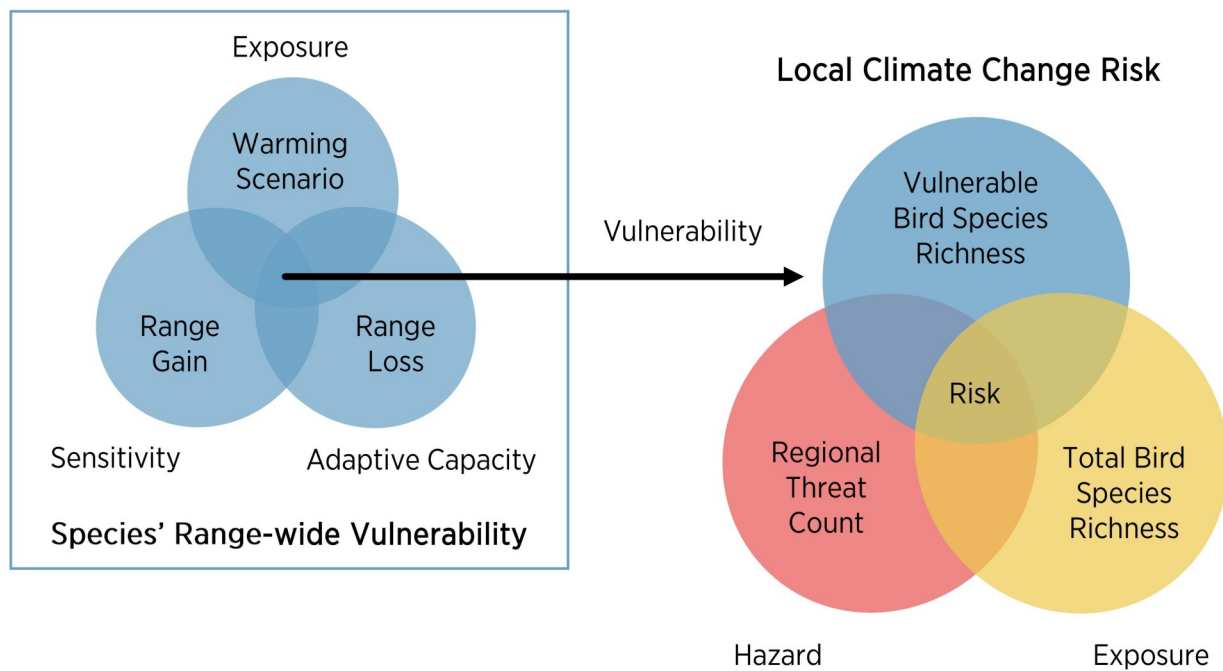 Exposure
Warming
Scenario
Range
Gain
Range
Loss
Sensitivity
Adaptive Capacity
Species' Range-wide Vulnerability
Vulnerability
Local Climate Change Risk
Vulnerable
Bird Species
Richness
Risk
Regional
Threat
Count
Total Bird
Species
Richness
Hazard
Exposure